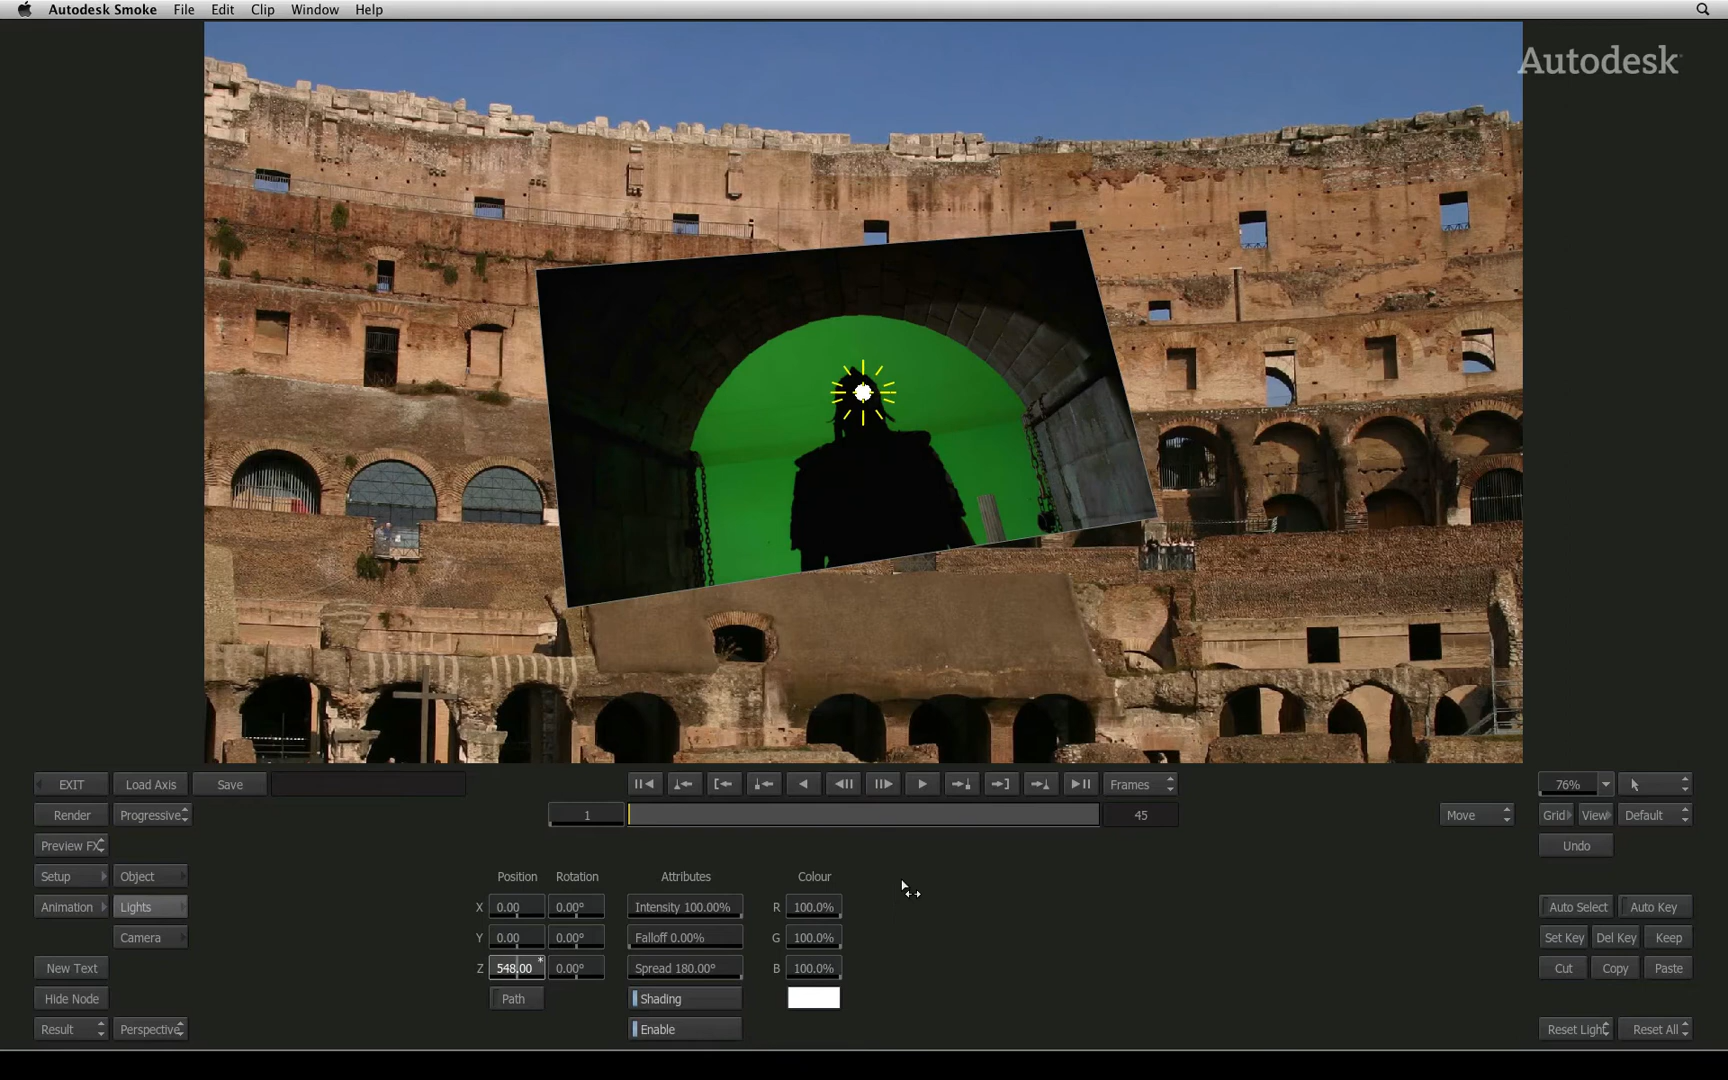 Autodesk Smoke File Edit Clip Window Help
Autodesk
EXIT Load Axis Save Frames 76%
Render Progressive 1 45 Move Grid View Default
Preview FX Undo
Setup Object Position Rotation Attributes Colour
Animation Lights X 0.00 0.00° Intensity 100.00% R 100.0% Auto Select Auto Key
Camera Y 0.00 0.00° Falloff 0.00% G 100.0% Set Key Del Key Keep
New Text Z 548.00 * 0.00° Spread 180.00° B 100.0% Cut Copy Paste
Hide Node Path Shading
Result Perspective Enable Reset Light Reset All